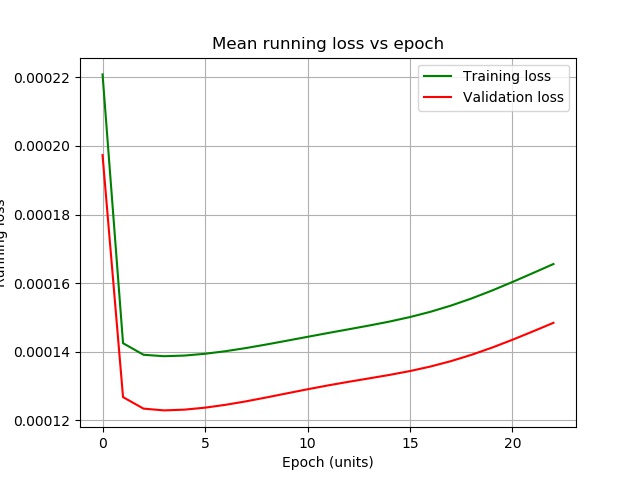 Mean running loss vs epoch
Training loss
Validation loss
0.00022
0.00020
0.00018
0.00016
0.00014
0.00012
Running loss
0
5
10
15
20
Epoch (units)